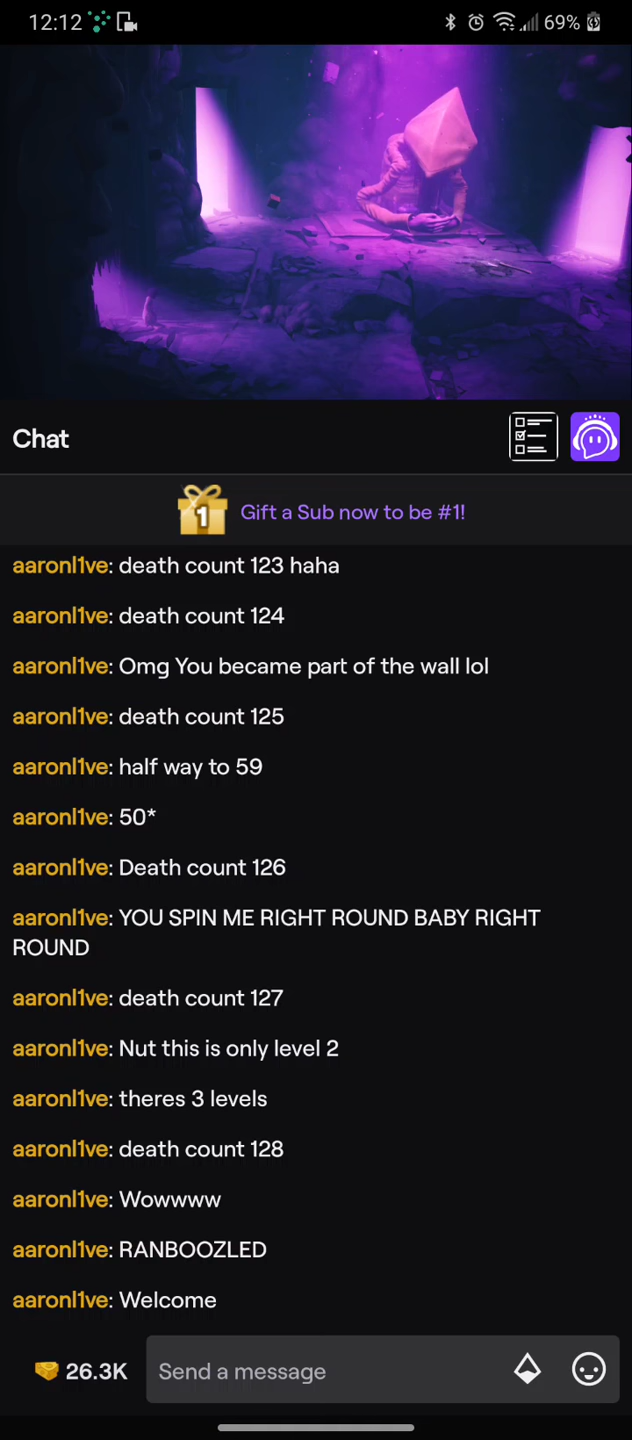 12:12
69%
Chat
1
Gift a Sub now to be #1!
aaronl1ve: death count 123 haha
aaronl1ve: death count 124
aaronl1ve: Omg You became part of the wall lol
aaronl1ve: death count 125
aaronl1ve: half way to 59
aaronl1ve: 50*
aaronl1ve: Death count 126
aaronl1ve: YOU SPIN ME RIGHT ROUND BABY RIGHT
ROUND
aaronl1ve: death count 127
aaronl1ve: Nut this is only level 2
aaronl1ve: theres 3 levels
aaronl1ve: death count 128
aaronl1ve: Wowwww
aaronl1ve: RANBOOZLED
aaronl1ve: Welcome
26.3K
Send a message